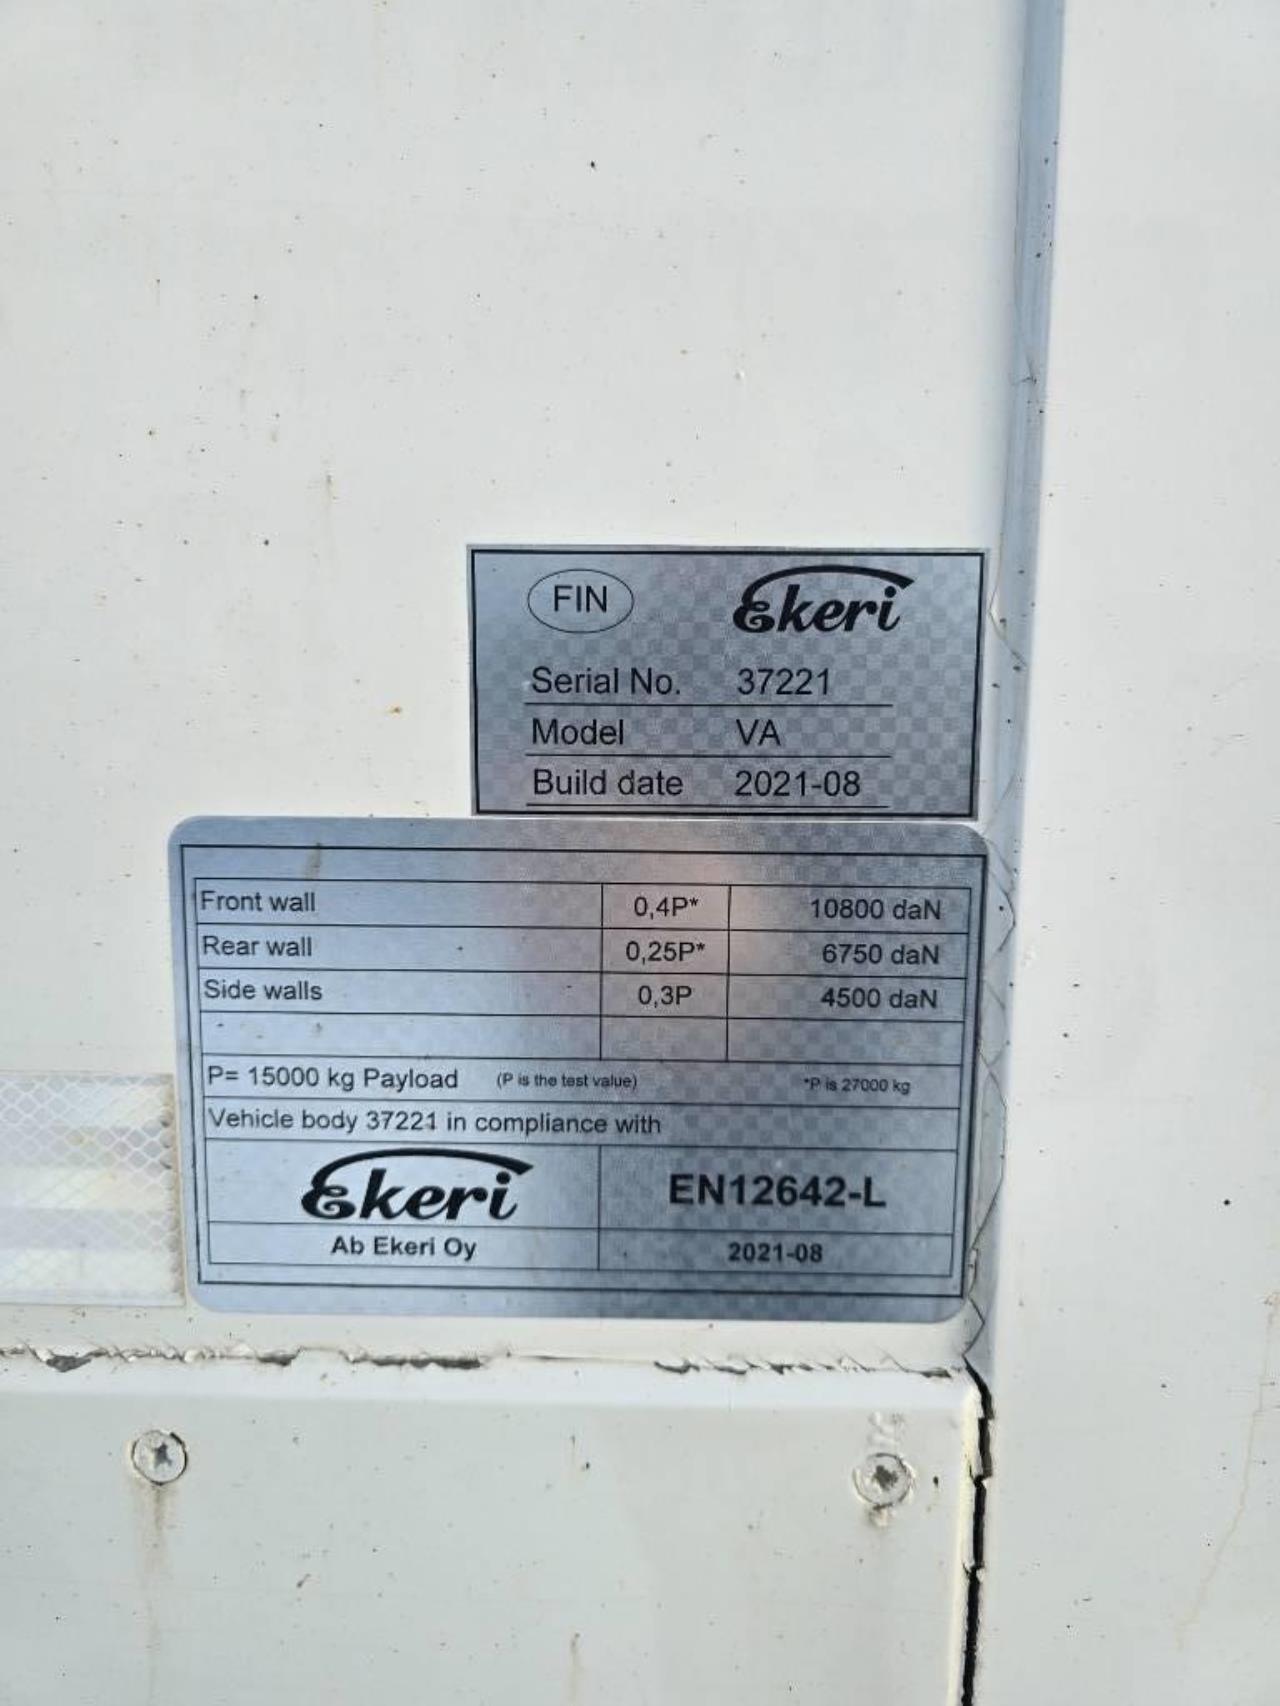 FIN Ekeri
Serial No. 37221
Model VA
Build date 2021-08
Front wall 0,4P* 10800 daN
Rear wall 0,25P* 6750 daN
Side walls 0,3P 4500 daN
P= 15000 kg Payload (P is the test value) *P is 27000 kg
Vehicle body 37221 in compliance with
Ekeri EN12642-L
Ab Ekeri Oy 2021-08